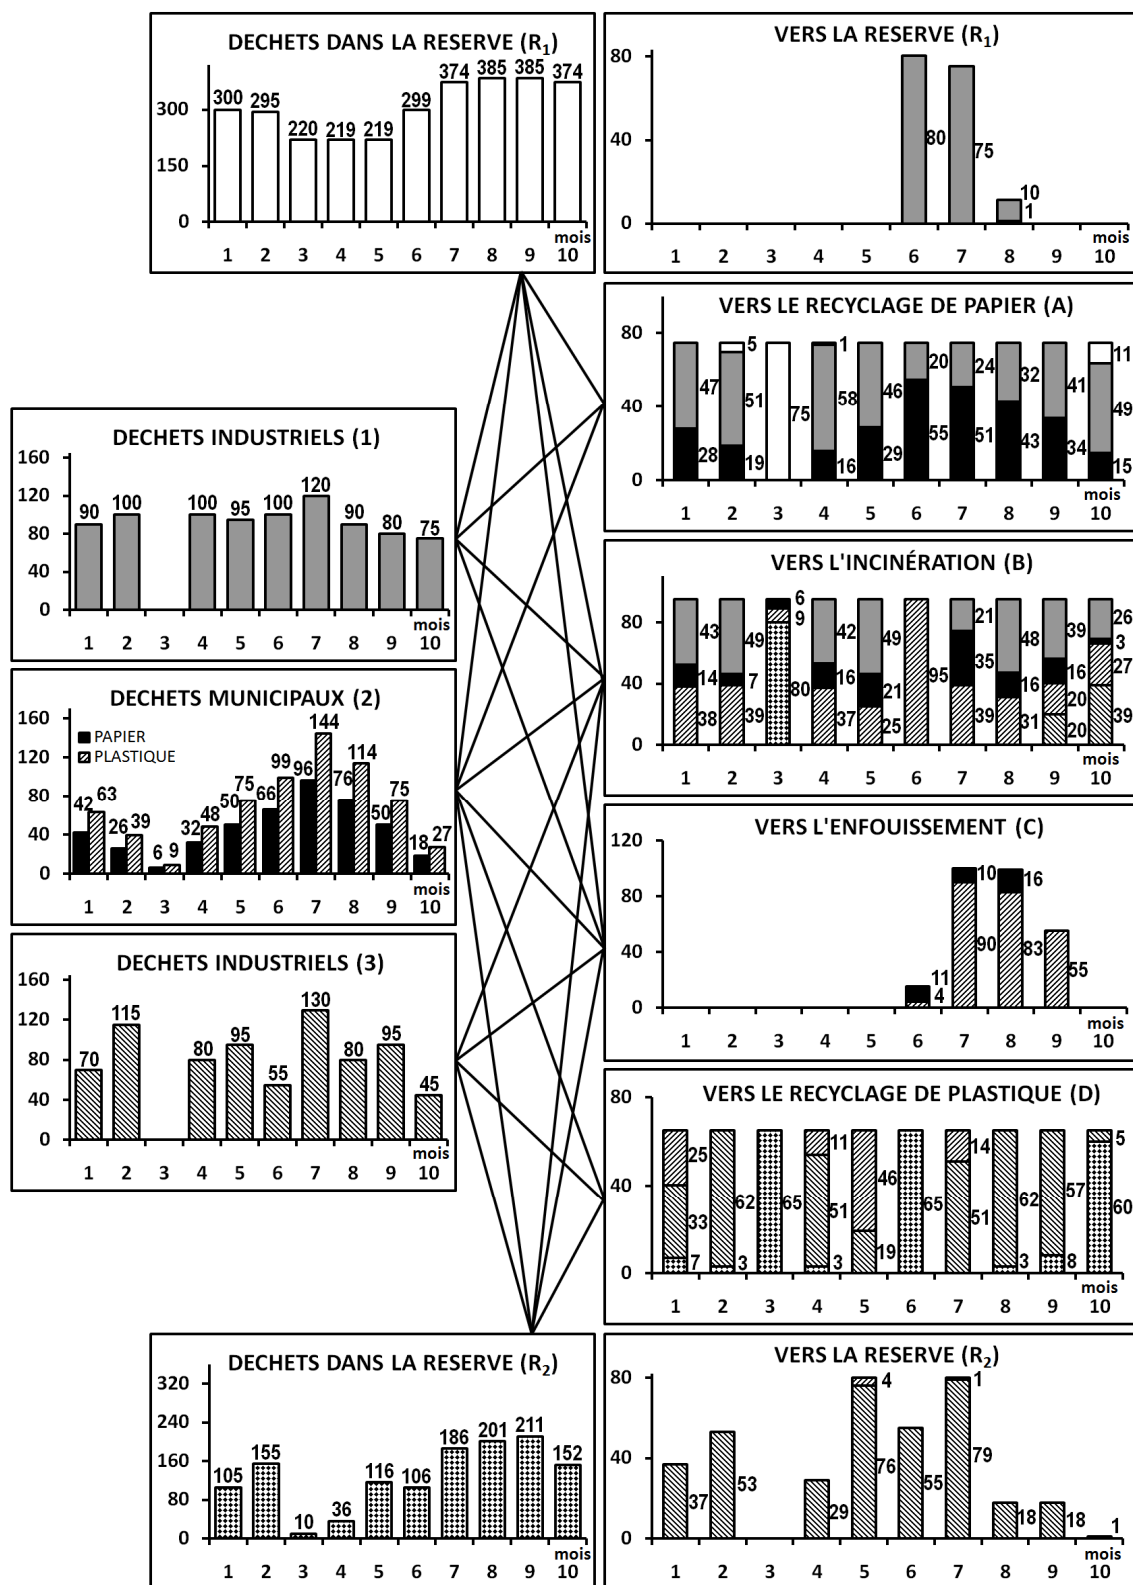 DECHETS DANS LA RESERVE (R1)
300
150
0
300 295 220 219 219 299 374 385 385 374
mois
1 2 3 4 5 6 7 8 9 10
VERS LA RESERVE (R1)
80
40
0
80 75 10
1
mois
1 2 3 4 5 6 7 8 9 10
VERS LE RECYCLAGE DE PAPIER (A)
80
40
0
5 1 11
47 51 75 58 46 20 24 32 41 49
28 19 16 29 55 51 43 34 15
mois
1 2 3 4 5 6 7 8 9 10
DECHETS INDUSTRIELS (1)
160
120
80
40
0
90 100 100 95 100 120 90 80 75
mois
1 2 3 4 5 6 7 8 9 10
VERS L'INCINÉRATION (B)
80
40
0
43 49 6 42 49 21 48 39 26
14 7 9 16 21 95 35 16 16 3
38 39 80 37 25 39 31 20 27
20 39
mois
1 2 3 4 5 6 7 8 9 10
DECHETS MUNICIPAUX (2)
160
120
80
40
0
PAPIER
PLASTIQUE
42 63 26 39 6 9 32 48 50 75 66 99 96 144 76 114 50 75 18 27
mois
1 2 3 4 5 6 7 8 9 10
VERS L'ENFOUISSEMENT (C)
120
80
40
0
11 10 16
4 90 83 55
mois
1 2 3 4 5 6 7 8 9 10
DECHETS INDUSTRIELS (3)
160
120
80
40
0
70 115 80 95 55 130 80 95 45
mois
1 2 3 4 5 6 7 8 9 10
VERS LE RECYCLAGE DE PLASTIQUE (D)
80
40
0
25 11 46 14 5
33 62 65 51 19 65 51 62 57 60
7 3 3 3 8
mois
1 2 3 4 5 6 7 8 9 10
DECHETS DANS LA RESERVE (R2)
320
240
160
80
0
105 155 10 36 116 106 186 201 211 152
mois
1 2 3 4 5 6 7 8 9 10
VERS LA RESERVE (R2)
80
40
0
4 1
37 53 29 76 55 79 18 18 1
mois
1 2 3 4 5 6 7 8 9 10